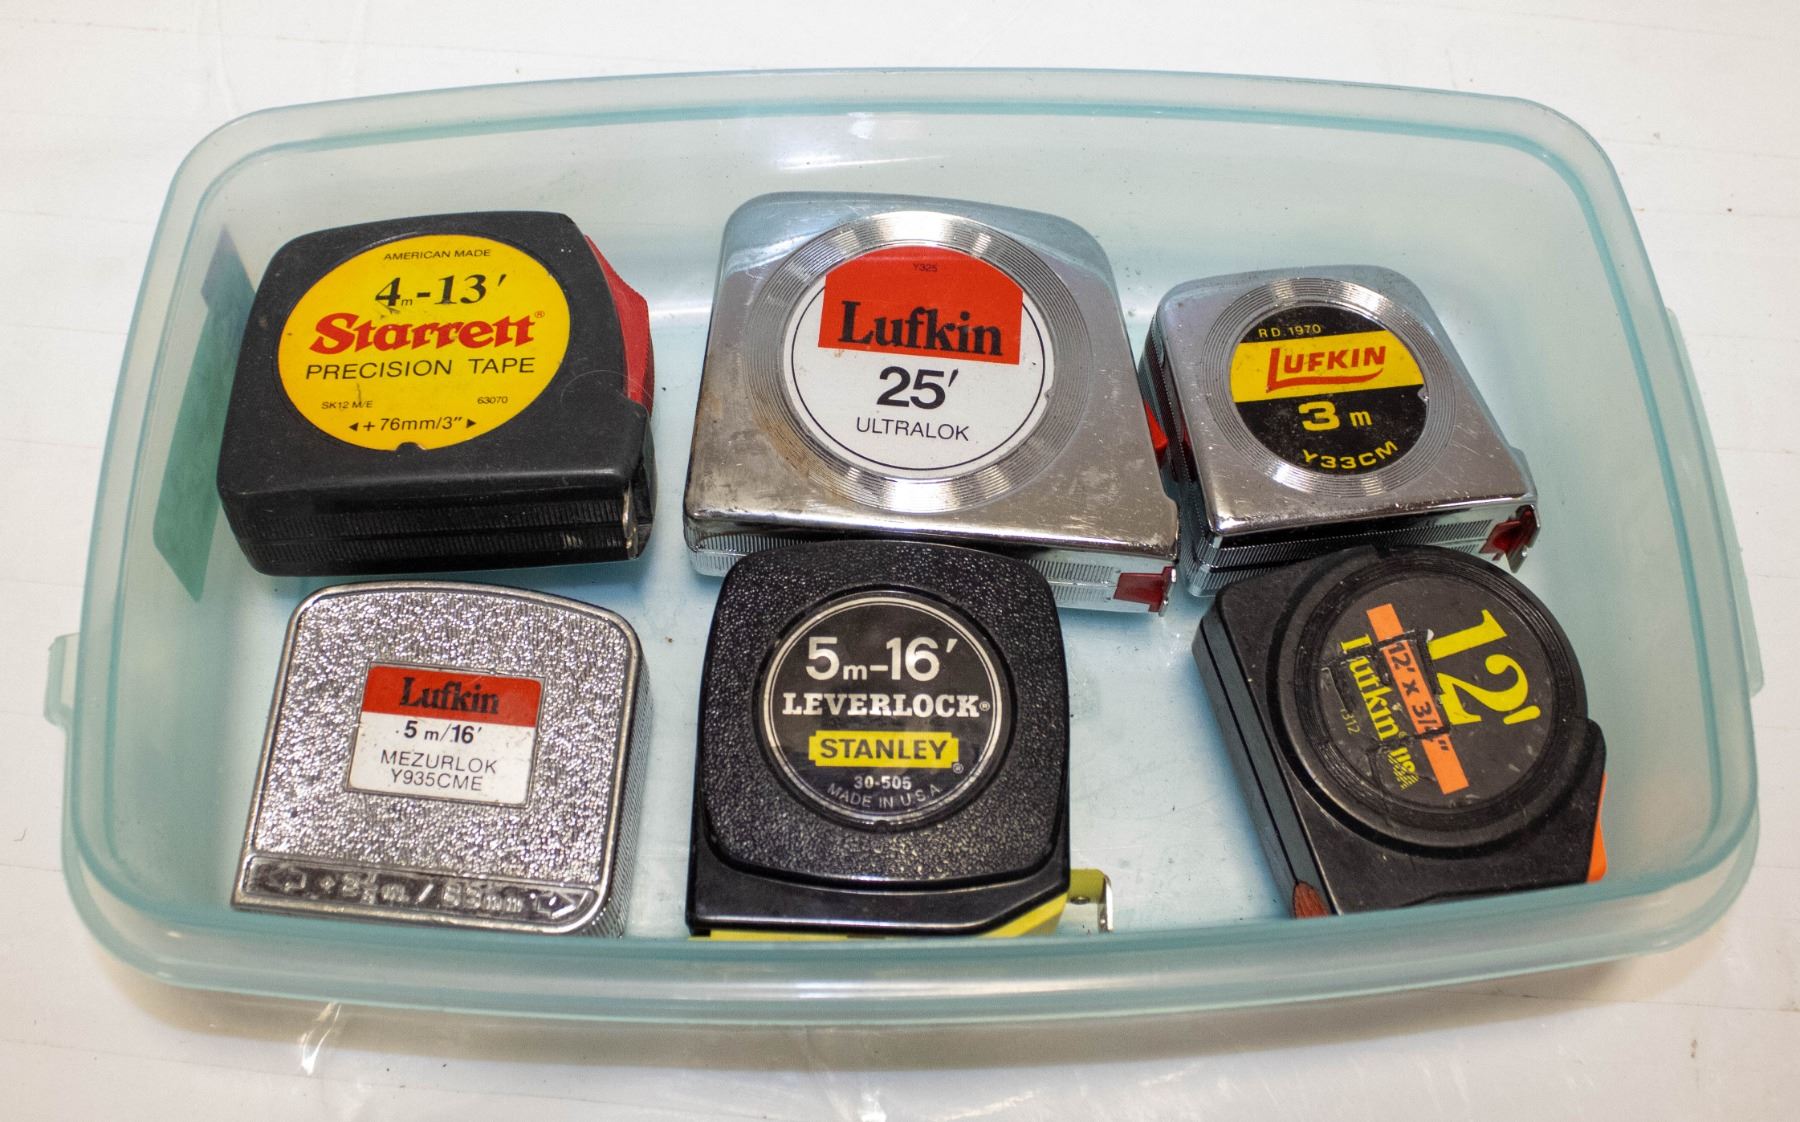 AMERICAN MADE
4m-13'
Starrett®
PRECISION TAPE
SK12 M/E 63070
◄+76mm/3"►
Y325
Lufkin
25'
ULTRALOK
RD. 1970
LUFKIN
3 m
Y33CM
Lufkin
5 m/16'
MEZURLOK
Y935CME
5m-16'
LEVERLOCK®
STANLEY®
30-505
MADE IN U.S.A
12'
12' x 3/4"
Lufkin USA
1312